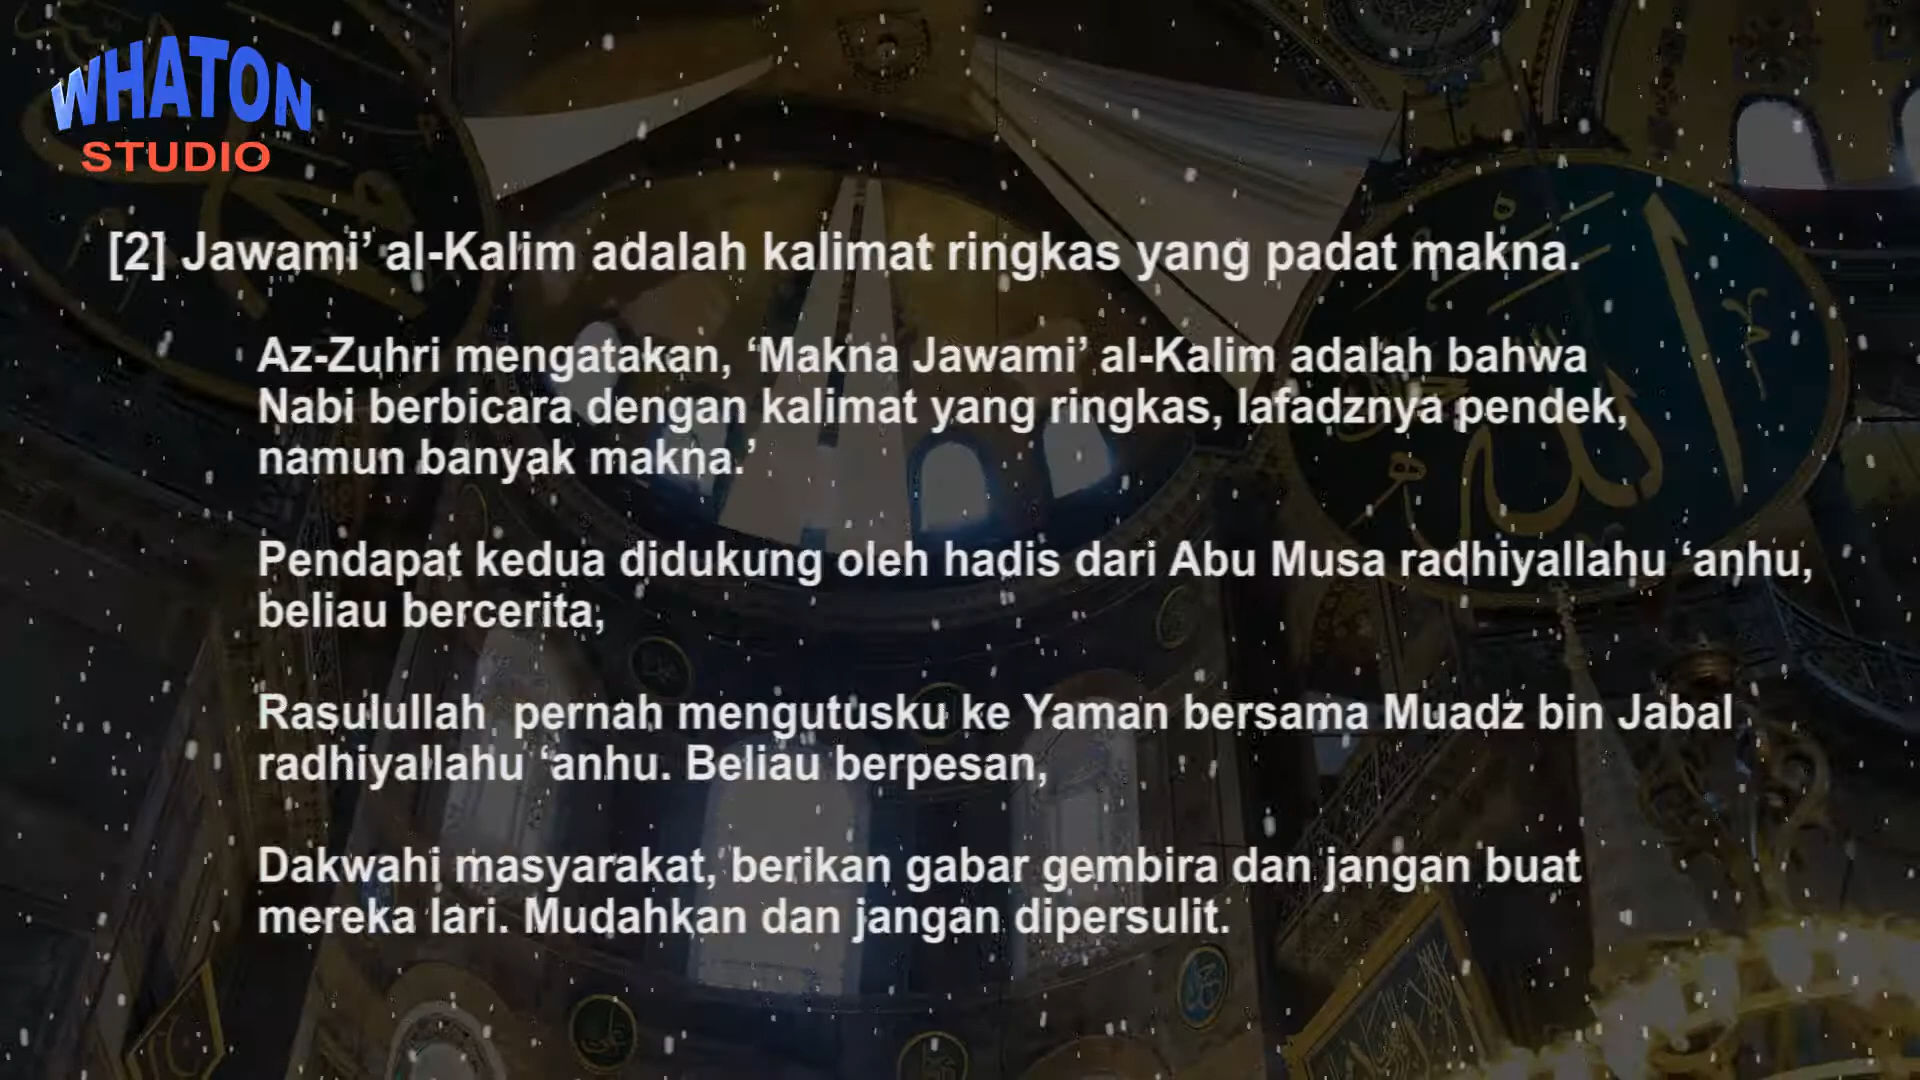 WHATON
STUDIO
[2] Jawami’ al-Kalim adalah kalimat ringkas yang padat makna.
Az-Zuhri mengatakan, ‘Makna Jawami’ al-Kalim adalah bahwa
Nabi berbicara dengan kalimat yang ringkas, lafadznya pendek,
namun banyak makna.’
Pendapat kedua didukung oleh hadis dari Abu Musa radhiyallahu ‘anhu,
beliau bercerita,
Rasulullah pernah mengutusku ke Yaman bersama Muadz bin Jabal
radhiyallahu ‘anhu. Beliau berpesan,
Dakwahi masyarakat, berikan gabar gembira dan jangan buat
mereka lari. Mudahkan dan jangan dipersulit.
الله